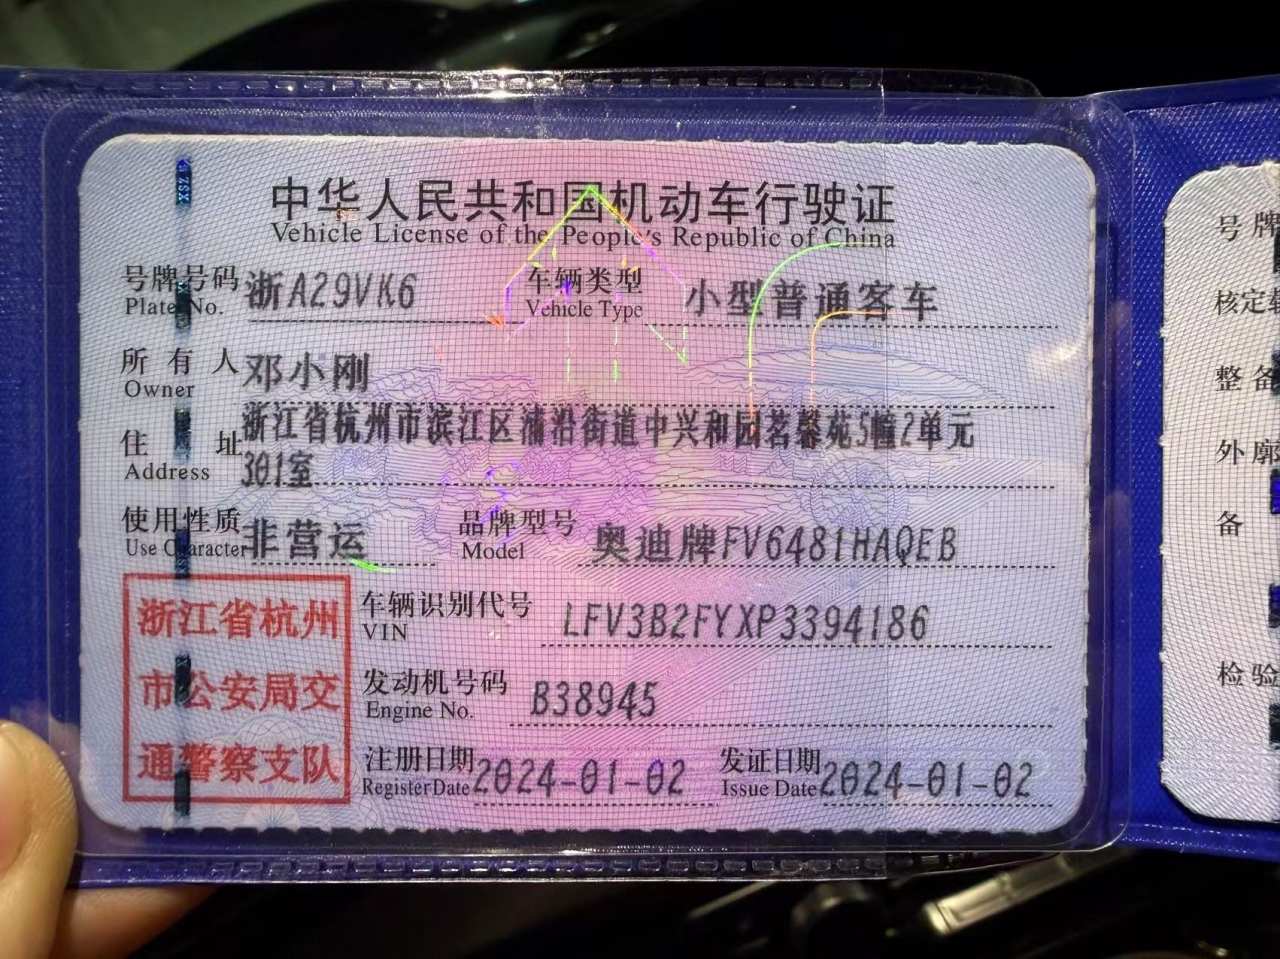 中华人民共和国机动车行驶证
Vehicle License of the People's Republic of China
号牌号码 浙A29VK6 车辆类型 小型普通客车
Plate No. Vehicle Type
所有人 邓小刚
Owner
住址 浙江省杭州市滨江区浦沿街道中兴和园茗馨苑5幢2单元
Address 301室
使用性质 非营运 品牌型号 奥迪牌FV6481HAQEB
Use Character Model
浙江省杭州
市公安局交
通警察支队
车辆识别代号 LFV3B2FYXP3394186
VIN
发动机号码 B38945
Engine No.
注册日期 2024-01-02 发证日期 2024-01-02
Register Date Issue Date
号牌
核定
整备
外廓
备
检验